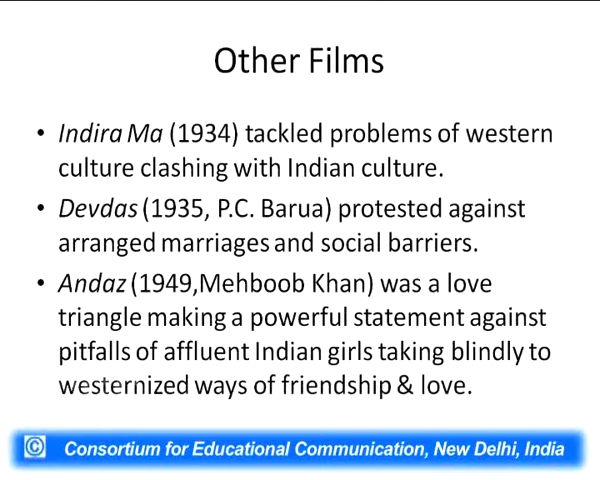 Other Films
• Indira Ma (1934) tackled problems of western
culture clashing with Indian culture.
• Devdas (1935, P.C. Barua) protested against
arranged marriages and social barriers.
• Andaz (1949,Mehboob Khan) was a love
triangle making a powerful statement against
pitfalls of affluent Indian girls taking blindly to
westernized ways of friendship & love.
© Consortium for Educational Communication, New Delhi, India